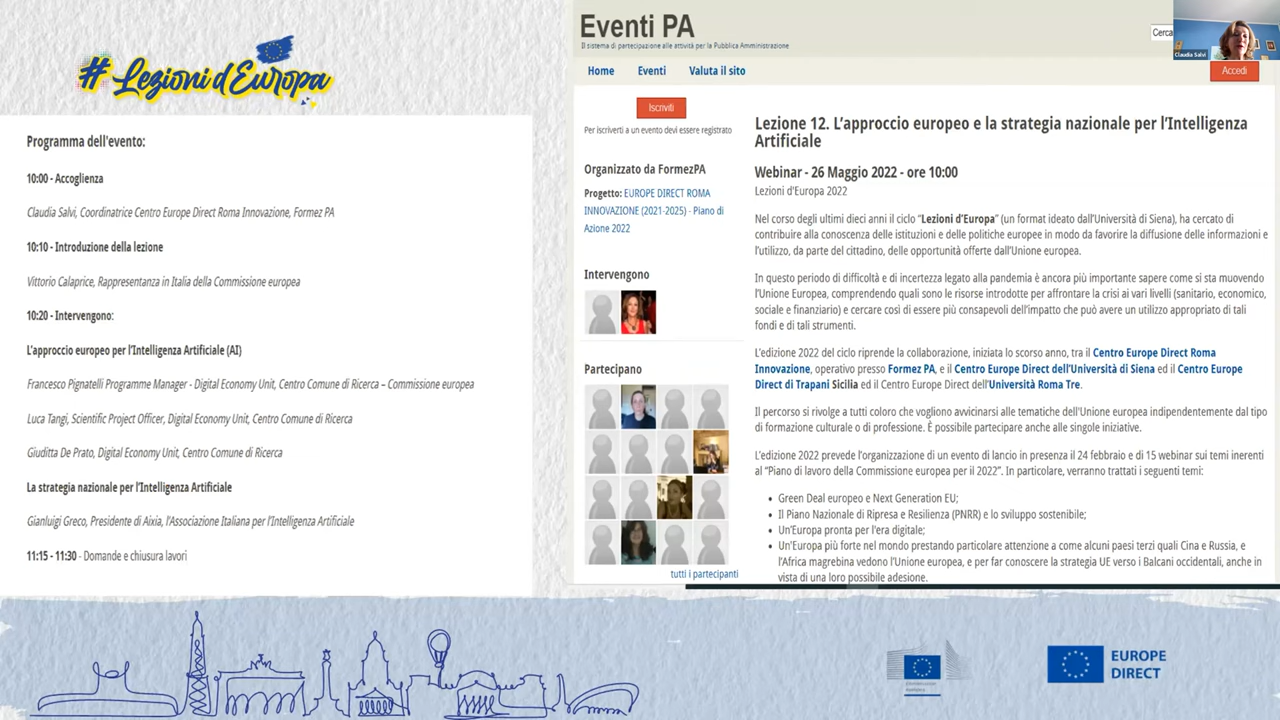 #Lezioni d'Europa
Programma dell'evento:
10:00 - Accoglienza
Claudia Salvi, Coordinatrice Centro Europe Direct Roma Innovazione, Formez PA
10:10 - Introduzione della lezione
Vittorio Calaprice, Rappresentanza in Italia della Commissione europea
10:20 - Intervengono:
L'approccio europeo per l'Intelligenza Artificiale (AI)
Francesco Pignatelli Programme Manager - Digital Economy Unit, Centro Comune di Ricerca – Commissione europea
Luca Tangi, Scientific Project Officer, Digital Economy Unit, Centro Comune di Ricerca
Giuditta De Prato, Digital Economy Unit, Centro Comune di Ricerca
La strategia nazionale per l'Intelligenza Artificiale
Gianluigi Greco, Presidente di Aixia, l'Associazione Italiana per l'Intelligenza Artificiale
11:15 - 11:30 - Domande e chiusura lavori
Eventi PA
Il sistema di partecipazione alle attività per la Pubblica Amministrazione
Cerca
Claudia Salvi
Home Eventi Valuta il sito
Accedi
Iscriviti
Per iscriverti a un evento devi essere registrato
Organizzato da FormezPA
Progetto: EUROPE DIRECT ROMA
INNOVAZIONE (2021-2025) - Piano di
Azione 2022
Intervengono
Partecipano
tutti i partecipanti
Lezione 12. L'approccio europeo e la strategia nazionale per l'Intelligenza
Artificiale
Webinar - 26 Maggio 2022 - ore 10:00
Lezioni d'Europa 2022
Nel corso degli ultimi dieci anni il ciclo “Lezioni d'Europa” (un format ideato dall'Università di Siena), ha cercato di
contribuire alla conoscenza delle istituzioni e delle politiche europee in modo da favorire la diffusione delle informazioni e
l'utilizzo, da parte del cittadino, delle opportunità offerte dall'Unione europea.
In questo periodo di difficoltà e di incertezza legato alla pandemia è ancora più importante sapere come si sta muovendo
l'Unione Europea, comprendendo quali sono le risorse introdotte per affrontare la crisi ai vari livelli (sanitario, economico,
sociale e finanziario) e cercare così di essere più consapevoli dell'impatto che può avere un utilizzo appropriato di tali
fondi e di tali strumenti.
L'edizione 2022 del ciclo riprende la collaborazione, iniziata lo scorso anno, tra il Centro Europe Direct Roma
Innovazione, operativo presso Formez PA, e il Centro Europe Direct dell'Università di Siena ed il Centro Europe
Direct di Trapani Sicilia ed il Centro Europe Direct dell'Università Roma Tre.
Il percorso si rivolge a tutti coloro che vogliono avvicinarsi alle tematiche dell'Unione europea indipendentemente dal tipo
di formazione culturale o di professione. È possibile partecipare anche alle singole iniziative.
L'edizione 2022 prevede l'organizzazione di un evento di lancio in presenza il 24 febbraio e di 15 webinar sui temi inerenti
al “Piano di lavoro della Commissione europea per il 2022”. In particolare, verranno trattati i seguenti temi:
• Green Deal europeo e Next Generation EU;
• Il Piano Nazionale di Ripresa e Resilienza (PNRR) e lo sviluppo sostenibile;
• Un'Europa pronta per l'era digitale;
• Un'Europa più forte nel mondo prestando particolare attenzione a come alcuni paesi terzi quali Cina e Russia, e
l'Africa magrebina vedono l'Unione europea, e per far conoscere la strategia UE verso i Balcani occidentali, anche in
vista di una loro possibile adesione.
EUROPE
DIRECT